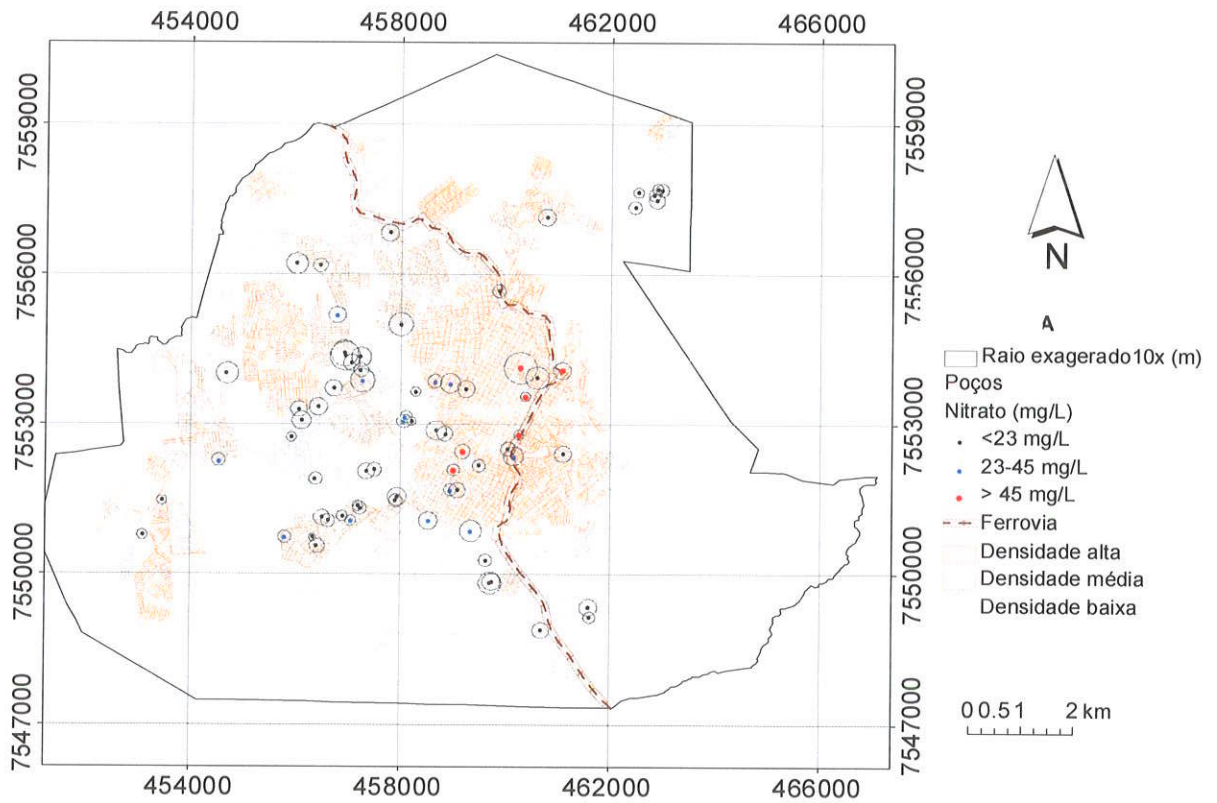 454000 458000 462000 466000
7559000 7559000
7556000 7556000
7553000 7553000
7550000 7550000
7547000 7547000
454000 458000 462000 466000
N
A
Raio exagerado10x (m)
Poços
Nitrato (mg/L)
<23 mg/L
23-45 mg/L
> 45 mg/L
Ferrovia
Densidade alta
Densidade média
Densidade baixa
0 0.5 1 2 km